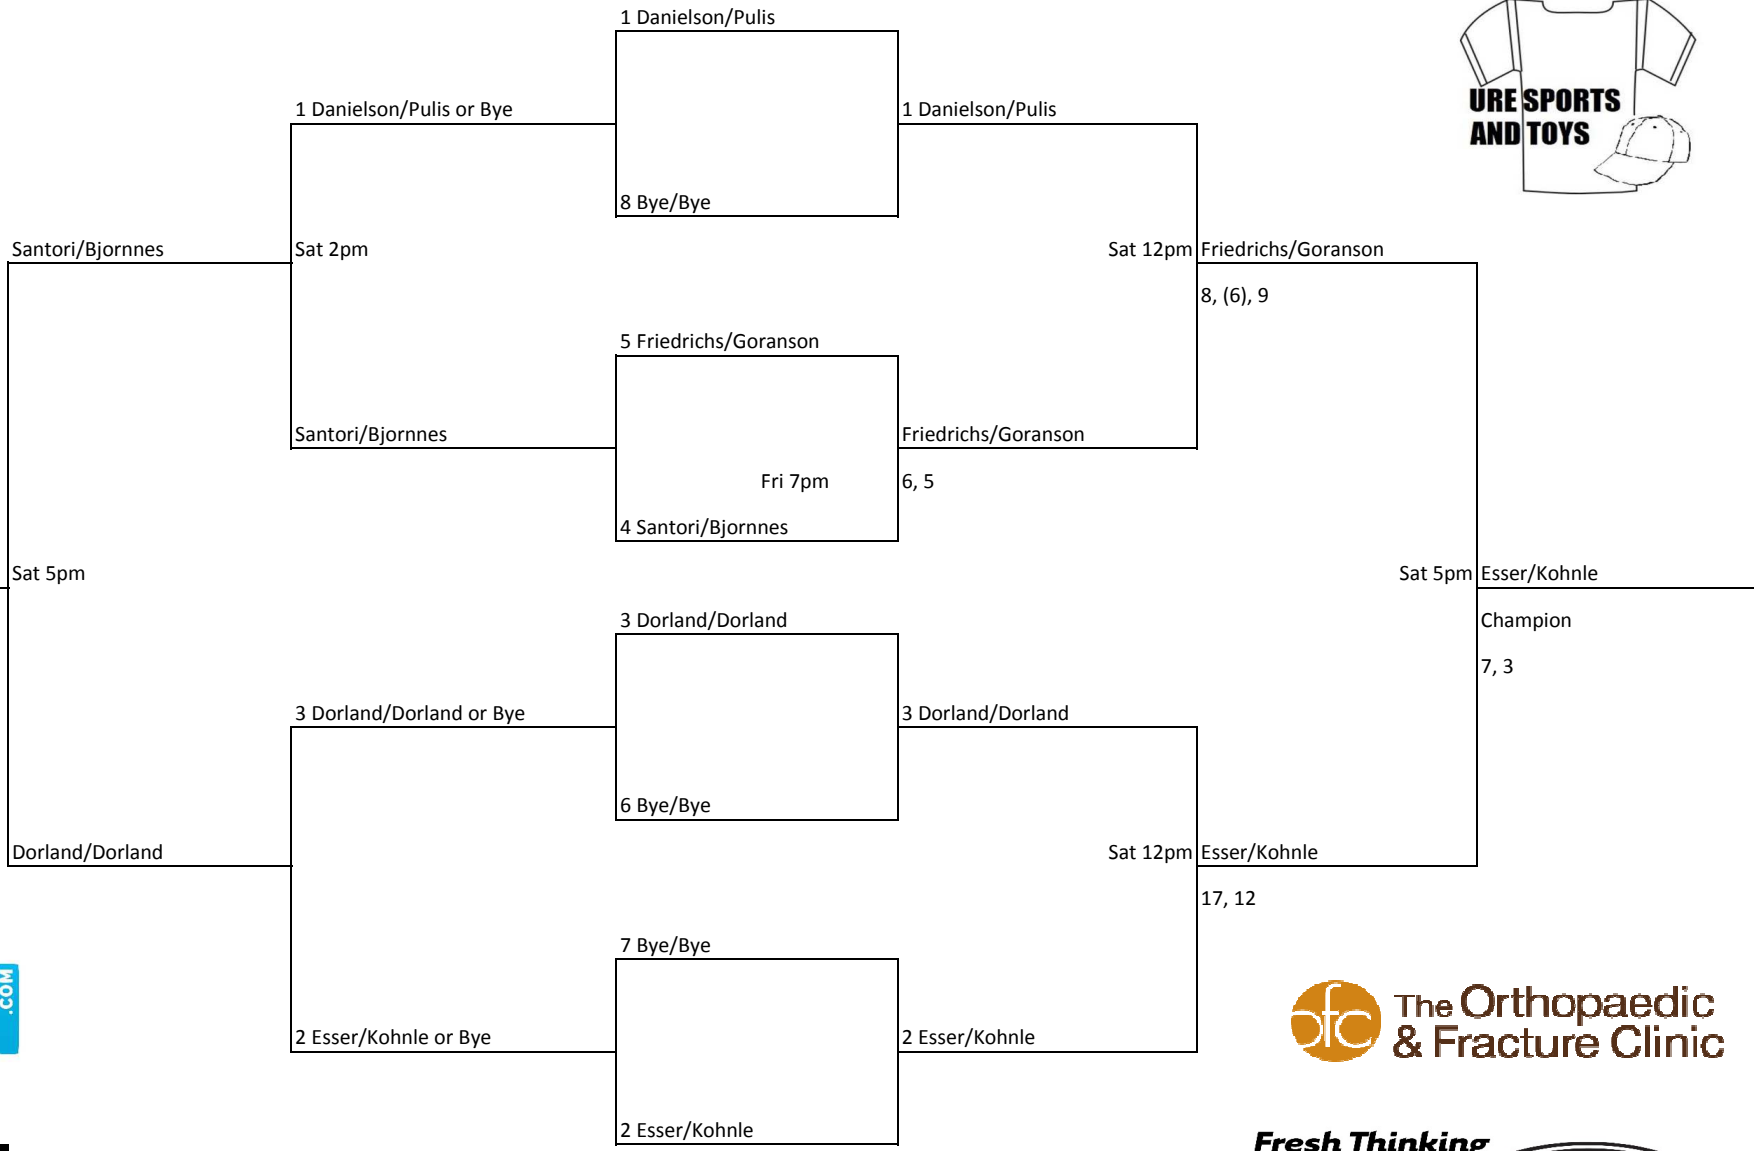 1 Danielson/Pulis
URE SPORTS
AND TOYS
1 Danielson/Pulis or Bye
1 Danielson/Pulis
8 Bye/Bye
Santori/Bjornnes
Sat 2pm
Sat 12pm
Friedrichs/Goranson
8, (6), 9
5 Friedrichs/Goranson
Santori/Bjornnes
Friedrichs/Goranson
Fri 7pm
6, 5
4 Santori/Bjornnes
Sat 5pm
Sat 5pm
Esser/Kohnle
3 Dorland/Dorland
Champion
7, 3
3 Dorland/Dorland or Bye
3 Dorland/Dorland
6 Bye/Bye
Dorland/Dorland
Sat 12pm
Esser/Kohnle
17, 12
7 Bye/Bye
.COM
ofc
The Orthopaedic
& Fracture Clinic
2 Esser/Kohnle or Bye
2 Esser/Kohnle
2 Esser/Kohnle
Fresh Thinking